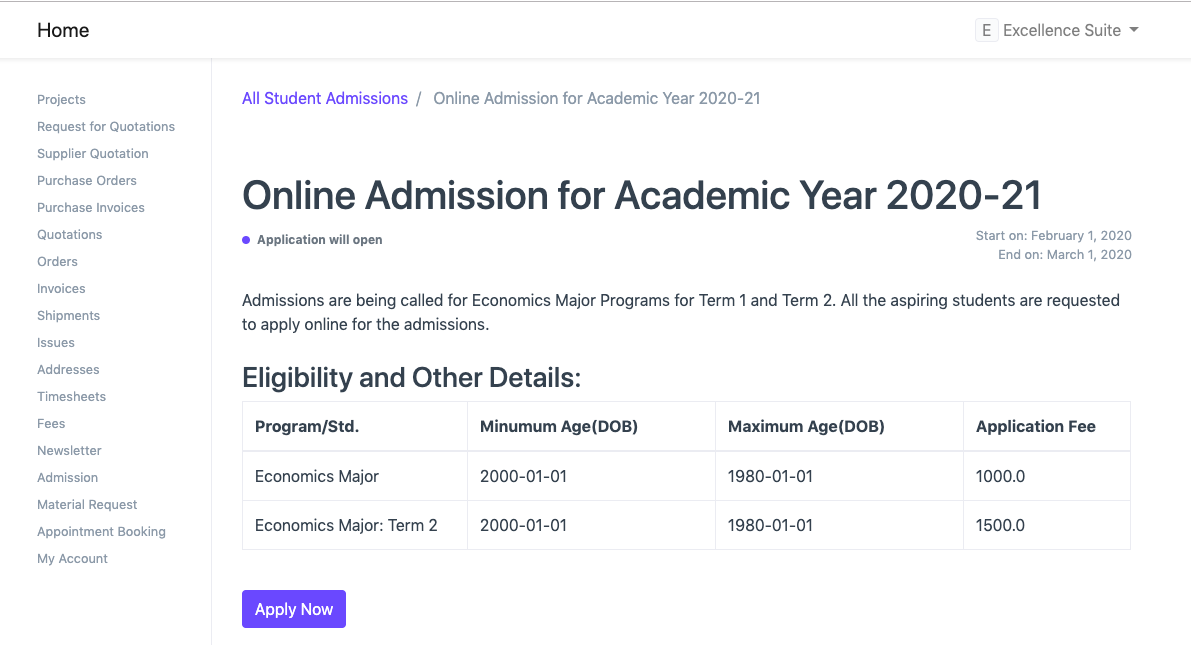 Home
E Excellence Suite
Projects
Request for Quotations
Supplier Quotation
Purchase Orders
Purchase Invoices
Quotations
Orders
Invoices
Shipments
Issues
Addresses
Timesheets
Fees
Newsletter
Admission
Material Request
Appointment Booking
My Account
All Student Admissions / Online Admission for Academic Year 2020-21
Online Admission for Academic Year 2020-21
Application will open
Start on: February 1, 2020
End on: March 1, 2020
Admissions are being called for Economics Major Programs for Term 1 and Term 2. All the aspiring students are requested
to apply online for the admissions.
Eligibility and Other Details:
Program/Std. Minumum Age(DOB) Maximum Age(DOB) Application Fee
Economics Major 2000-01-01 1980-01-01 1000.0
Economics Major: Term 2 2000-01-01 1980-01-01 1500.0
Apply Now